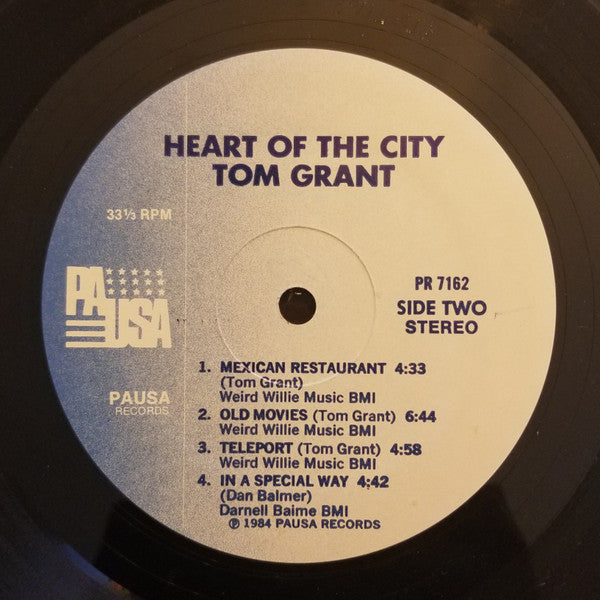 HEART OF THE CITY
TOM GRANT
33⅓ RPM
PAUSA
PAUSA
RECORDS
PR 7162
SIDE TWO
STEREO
1. MEXICAN RESTAURANT 4:33
(Tom Grant)
Weird Willie Music BMI
2. OLD MOVIES (Tom Grant) 6:44
Weird Willie Music BMI
3. TELEPORT (Tom Grant) 4:58
Weird Willie Music BMI
4. IN A SPECIAL WAY 4:42
(Dan Balmer)
Darnell Baime BMI
℗ 1984 PAUSA RECORDS